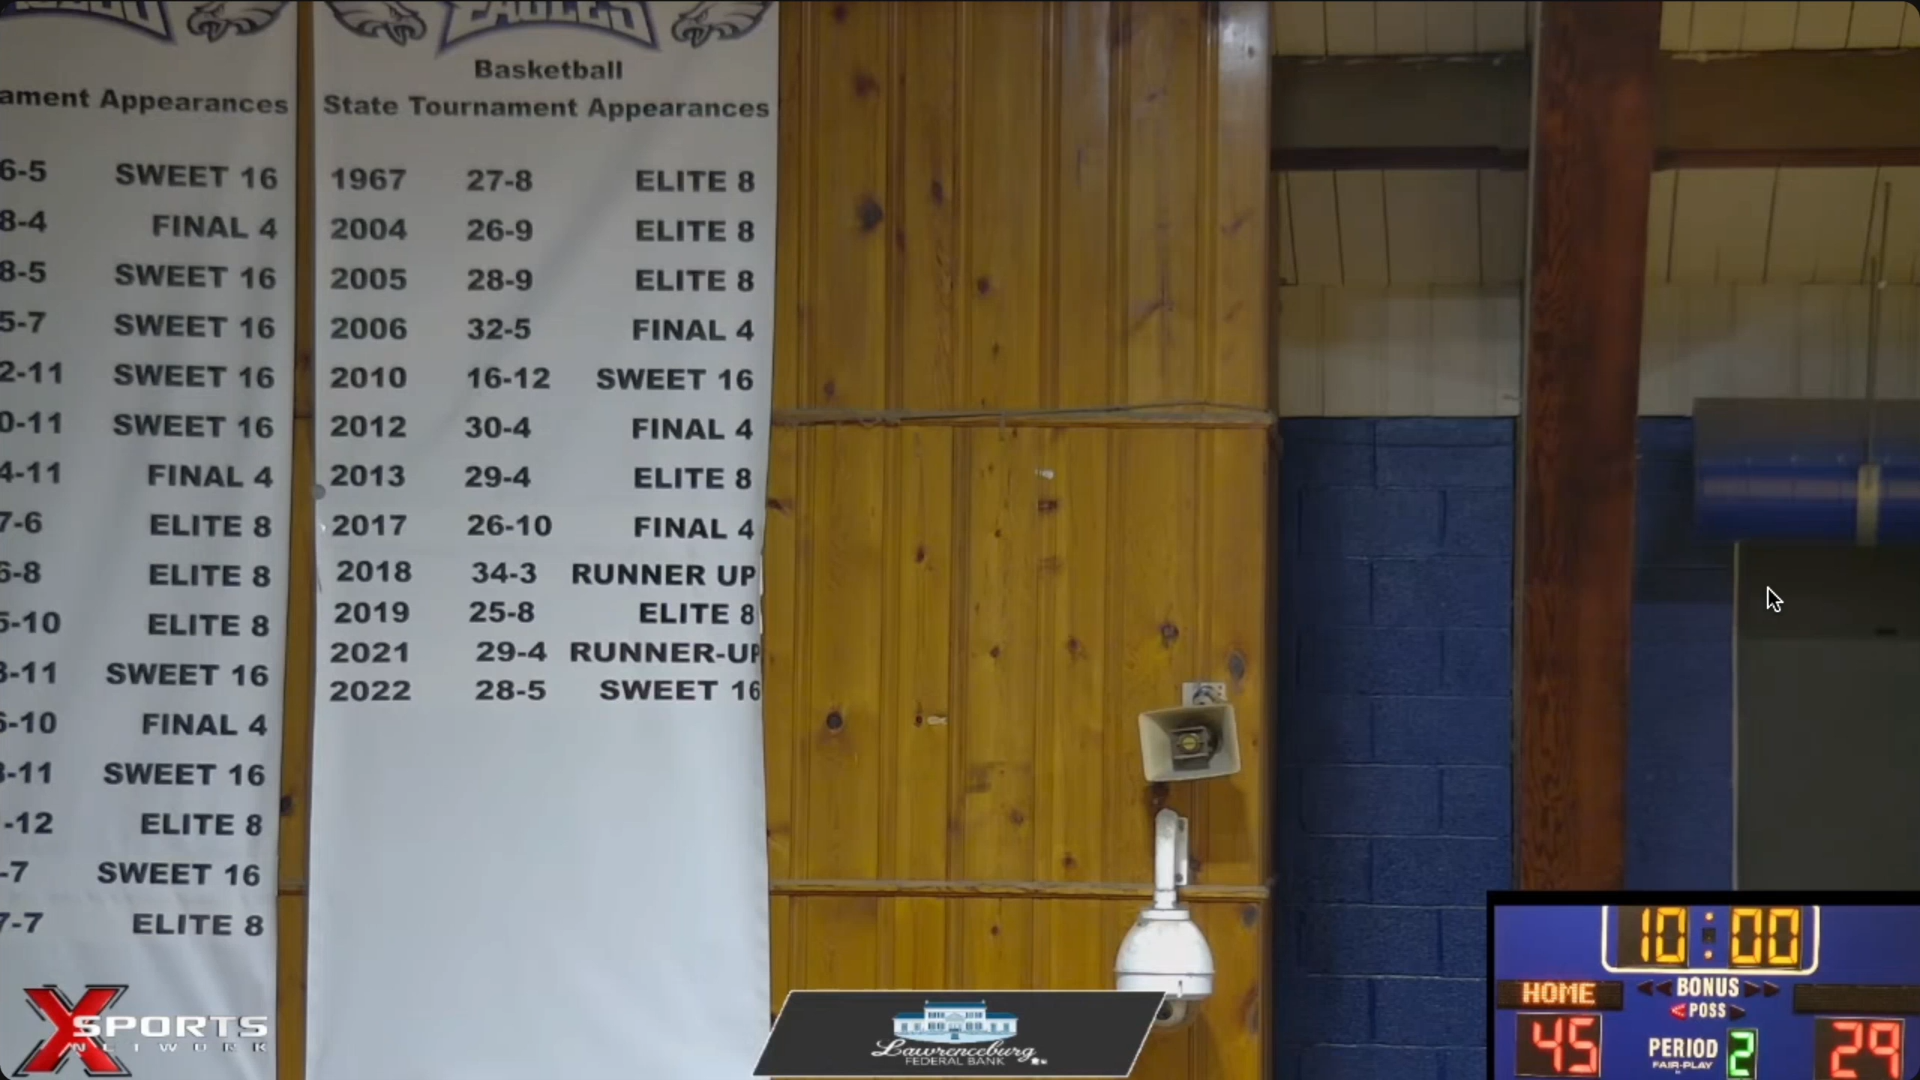 EAGLES
ament Appearances
6-5 SWEET 16
8-4 FINAL 4
8-5 SWEET 16
5-7 SWEET 16
2-11 SWEET 16
0-11 SWEET 16
4-11 FINAL 4
7-6 ELITE 8
6-8 ELITE 8
5-10 ELITE 8
3-11 SWEET 16
6-10 FINAL 4
3-11 SWEET 16
-12 ELITE 8
-7 SWEET 16
7-7 ELITE 8
Basketball
State Tournament Appearances
1967 27-8 ELITE 8
2004 26-9 ELITE 8
2005 28-9 ELITE 8
2006 32-5 FINAL 4
2010 16-12 SWEET 16
2012 30-4 FINAL 4
2013 29-4 ELITE 8
2017 26-10 FINAL 4
2018 34-3 RUNNER UP
2019 25-8 ELITE 8
2021 29-4 RUNNER-UP
2022 28-5 SWEET 16
XSPORTS
NETWORK
Lawrenceburg
FEDERAL BANK
10:00
HOME BONUS
POSS
45 PERIOD 2 29
FAIR-PLAY